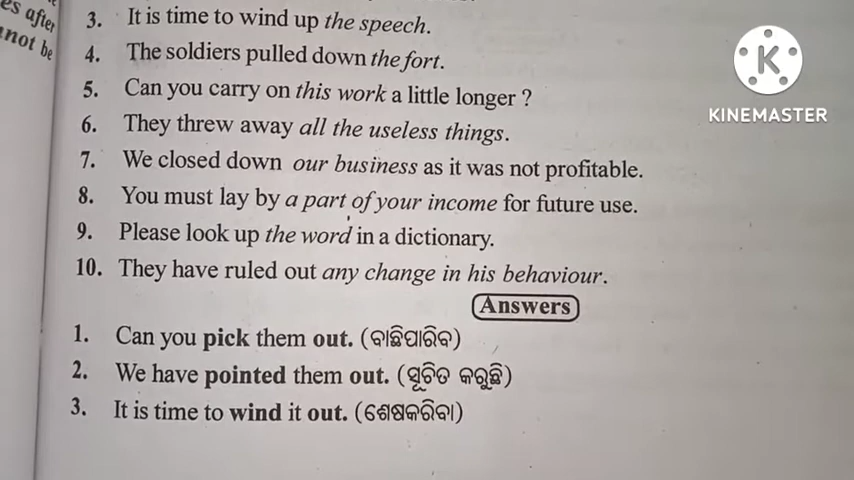 es after
not be
3. It is time to wind up the speech.
4. The soldiers pulled down the fort.
5. Can you carry on this work a little longer ?
6. They threw away all the useless things.
7. We closed down our business as it was not profitable.
8. You must lay by a part of your income for future use.
9. Please look up the word in a dictionary.
10. They have ruled out any change in his behaviour.
Answers
1. Can you pick them out. (ବାଛିପାରିବ)
2. We have pointed them out. (ସୂଚିତ କରୁଛି)
3. It is time to wind it out. (ଶେଷକରିବା)
K
KINEMASTER